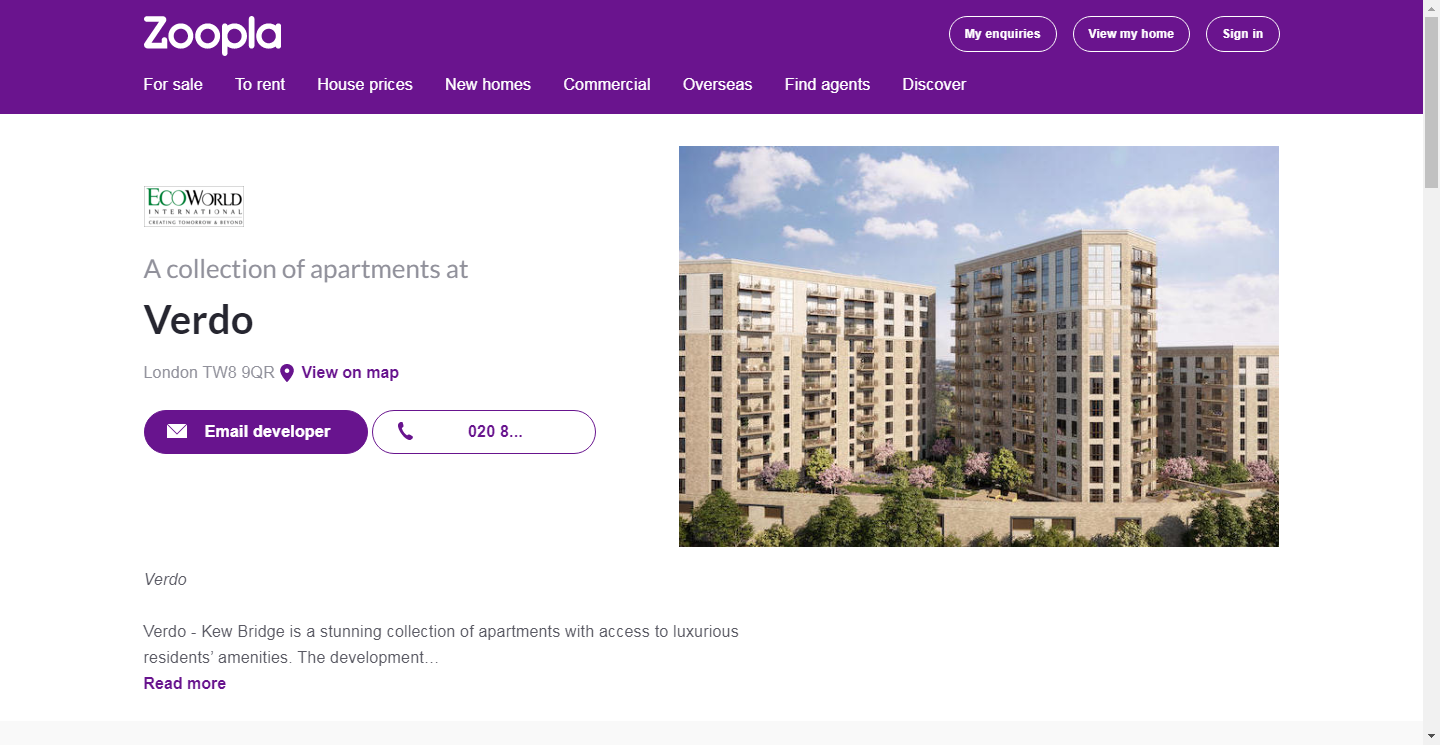 Zoopla
My enquiries
View my home
Sign in
For sale
To rent
House prices
New homes
Commercial
Overseas
Find agents
Discover
ECOWORLD
INTERNATIONAL
CREATING TOMORROW & BEYOND
A collection of apartments at
Verdo
London TW8 9QR
View on map
Email developer
020 8...
Verdo
Verdo - Kew Bridge is a stunning collection of apartments with access to luxurious
residents’ amenities. The development…
Read more